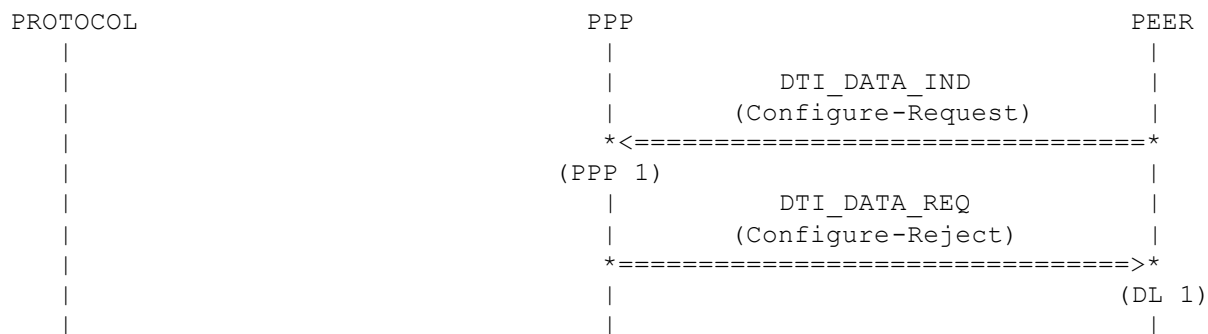 PROTOCOL PPP PEER
| | |
| | DTI_DATA_IND |
| | (Configure-Request) |
| *<================================*
| (PPP 1) |
| | DTI_DATA_REQ |
| | (Configure-Reject) |
| *================================>*
| | (DL 1)
| | |